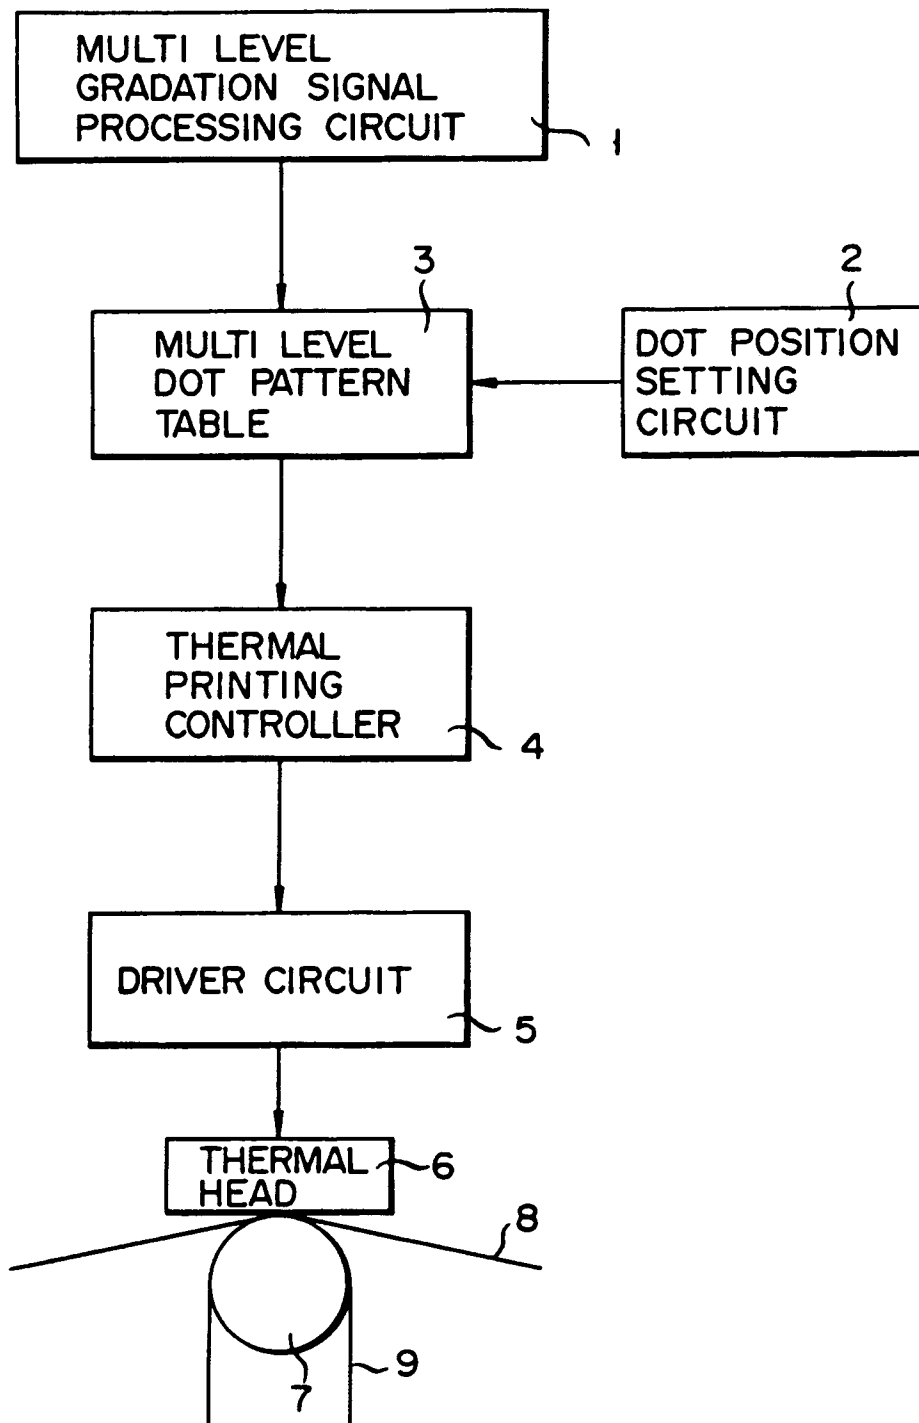 MULTI LEVEL
GRADATION SIGNAL
PROCESSING CIRCUIT
1
3
2
MULTI LEVEL
DOT PATTERN
TABLE
DOT POSITION
SETTING
CIRCUIT
THERMAL
PRINTING
CONTROLLER
4
DRIVER CIRCUIT
5
THERMAL
HEAD
6
8
7
9